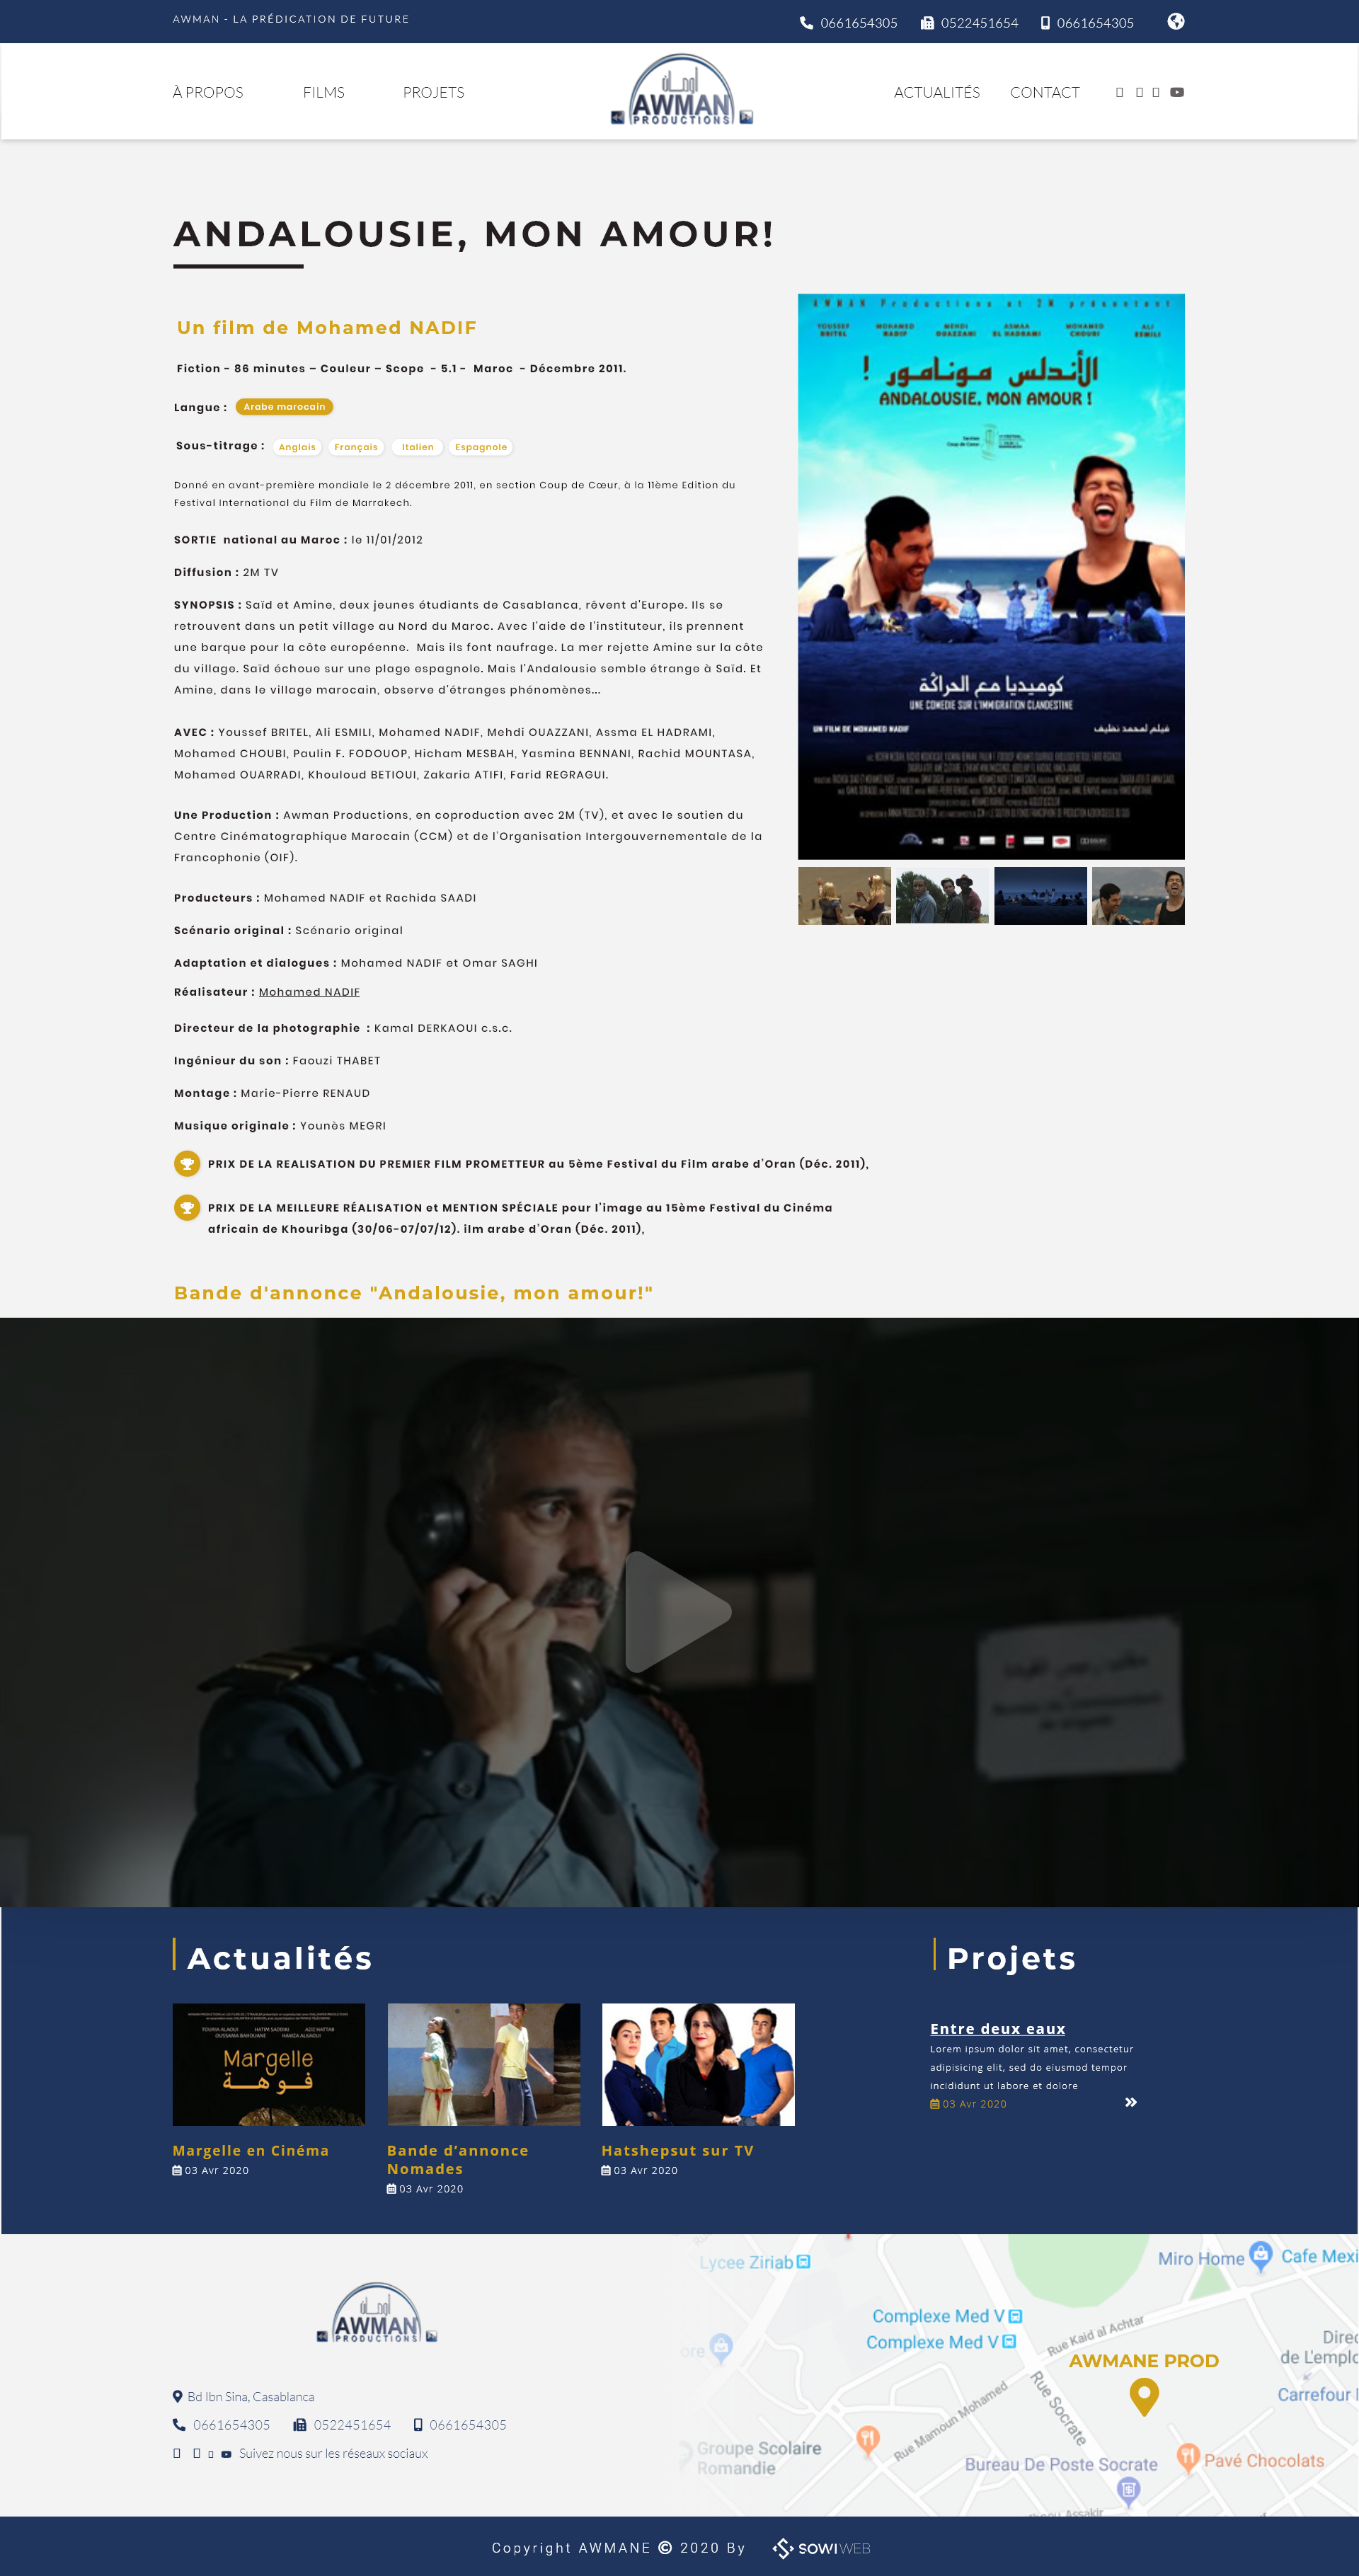 AWMAN - LA PRÉDICATION DE FUTURE
0661654305 0522451654 0661654305
À PROPOS FILMS PROJETS
أومان
AWMAN
PRODUCTIONS
ACTUALITÉS CONTACT
ANDALOUSIE, MON AMOUR!
Un film de Mohamed NADIF
Fiction - 86 minutes – Couleur – Scope - 5.1 - Maroc - Décembre 2011.
Langue : Arabe marocain
Sous-titrage : Anglais Français Italien Espagnole
Donné en avant-première mondiale le 2 décembre 2011, en section Coup de Cœur, à la 11ème Edition du
Festival International du Film de Marrakech.
SORTIE national au Maroc : le 11/01/2012
Diffusion : 2M TV
SYNOPSIS : Saïd et Amine, deux jeunes étudiants de Casablanca, rêvent d'Europe. Ils se
retrouvent dans un petit village au Nord du Maroc. Avec l'aide de l'instituteur, ils prennent
une barque pour la côte européenne. Mais ils font naufrage. La mer rejette Amine sur la côte
du village. Saïd échoue sur une plage espagnole. Mais l'Andalousie semble étrange à Saïd. Et
Amine, dans le village marocain, observe d'étranges phénomènes...
AVEC : Youssef BRITEL, Ali ESMILI, Mohamed NADIF, Mehdi OUAZZANI, Assma EL HADRAMI,
Mohamed CHOUBI, Paulin F. FODOUOP, Hicham MESBAH, Yasmina BENNANI, Rachid MOUNTASA,
Mohamed OUARRADI, Khouloud BETIOUI, Zakaria ATIFI, Farid REGRAGUI.
Une Production : Awman Productions, en coproduction avec 2M (TV), et avec le soutien du
Centre Cinématographique Marocain (CCM) et de l'Organisation Intergouvernementale de la
Francophonie (OIF).
Producteurs : Mohamed NADIF et Rachida SAADI
Scénario original : Scénario original
Adaptation et dialogues : Mohamed NADIF et Omar SAGHI
Réalisateur : Mohamed NADIF
Directeur de la photographie : Kamal DERKAOUI c.s.c.
Ingénieur du son : Faouzi THABET
Montage : Marie-Pierre RENAUD
Musique originale : Younès MEGRI
PRIX DE LA REALISATION DU PREMIER FILM PROMETTEUR au 5ème Festival du Film arabe d'Oran (Déc. 2011),
PRIX DE LA MEILLEURE RÉALISATION et MENTION SPÉCIALE pour l'image au 15ème Festival du Cinéma
africain de Khouribga (30/06-07/07/12). ilm arabe d'Oran (Déc. 2011),
AWMAN Productions et 2M présentent
YOUSSEF BRITEL MOHAMED NADIF MEHDI OUAZZANI ASMAA EL HADRAMI MOHAMED CHOUBI ALI ESMILI
الأندلس مونامور !
ANDALOUSIE, MON AMOUR !
كوميديا مع الحراݣة
UNE COMEDIE SUR L'IMMIGRATION CLANDESTINE
UN FILM DE MOHAMED NADIF
فيلم لمحمد نظيف
Bande d'annonce "Andalousie, mon amour!"
Actualités
TOURIA ALAOUI HATIM SADDIKI AZIZ HATTAB
OUSSAMA BAHOUANE HAMZA ALKAOUI
Margelle
فوهة
Margelle en Cinéma
03 Avr 2020
Bande d'annonce
Nomades
03 Avr 2020
Hatshepsut sur TV
03 Avr 2020
Projets
Entre deux eaux
Lorem ipsum dolor sit amet, consectetur
adipisicing elit, sed do eiusmod tempor
incididunt ut labore et dolore
03 Avr 2020
أومان
AWMAN
PRODUCTIONS
Bd Ibn Sina, Casablanca
0661654305 0522451654 0661654305
Suivez nous sur les réseaux sociaux
Lycee Ziriab
Miro Home
Cafe Mexi
Complexe Med V
Complexe Med V
Rue Kaid al Achtar
Direc
de L'emplo
AWMANE PROD
Carrefour
Rue Socrate
Rue Mamoun Mohamed
Groupe Scolaire
Romandie
Bureau De Poste Socrate
Pavé Chocolats
Assakir
Copyright AWMANE © 2020 By SOWIWEB